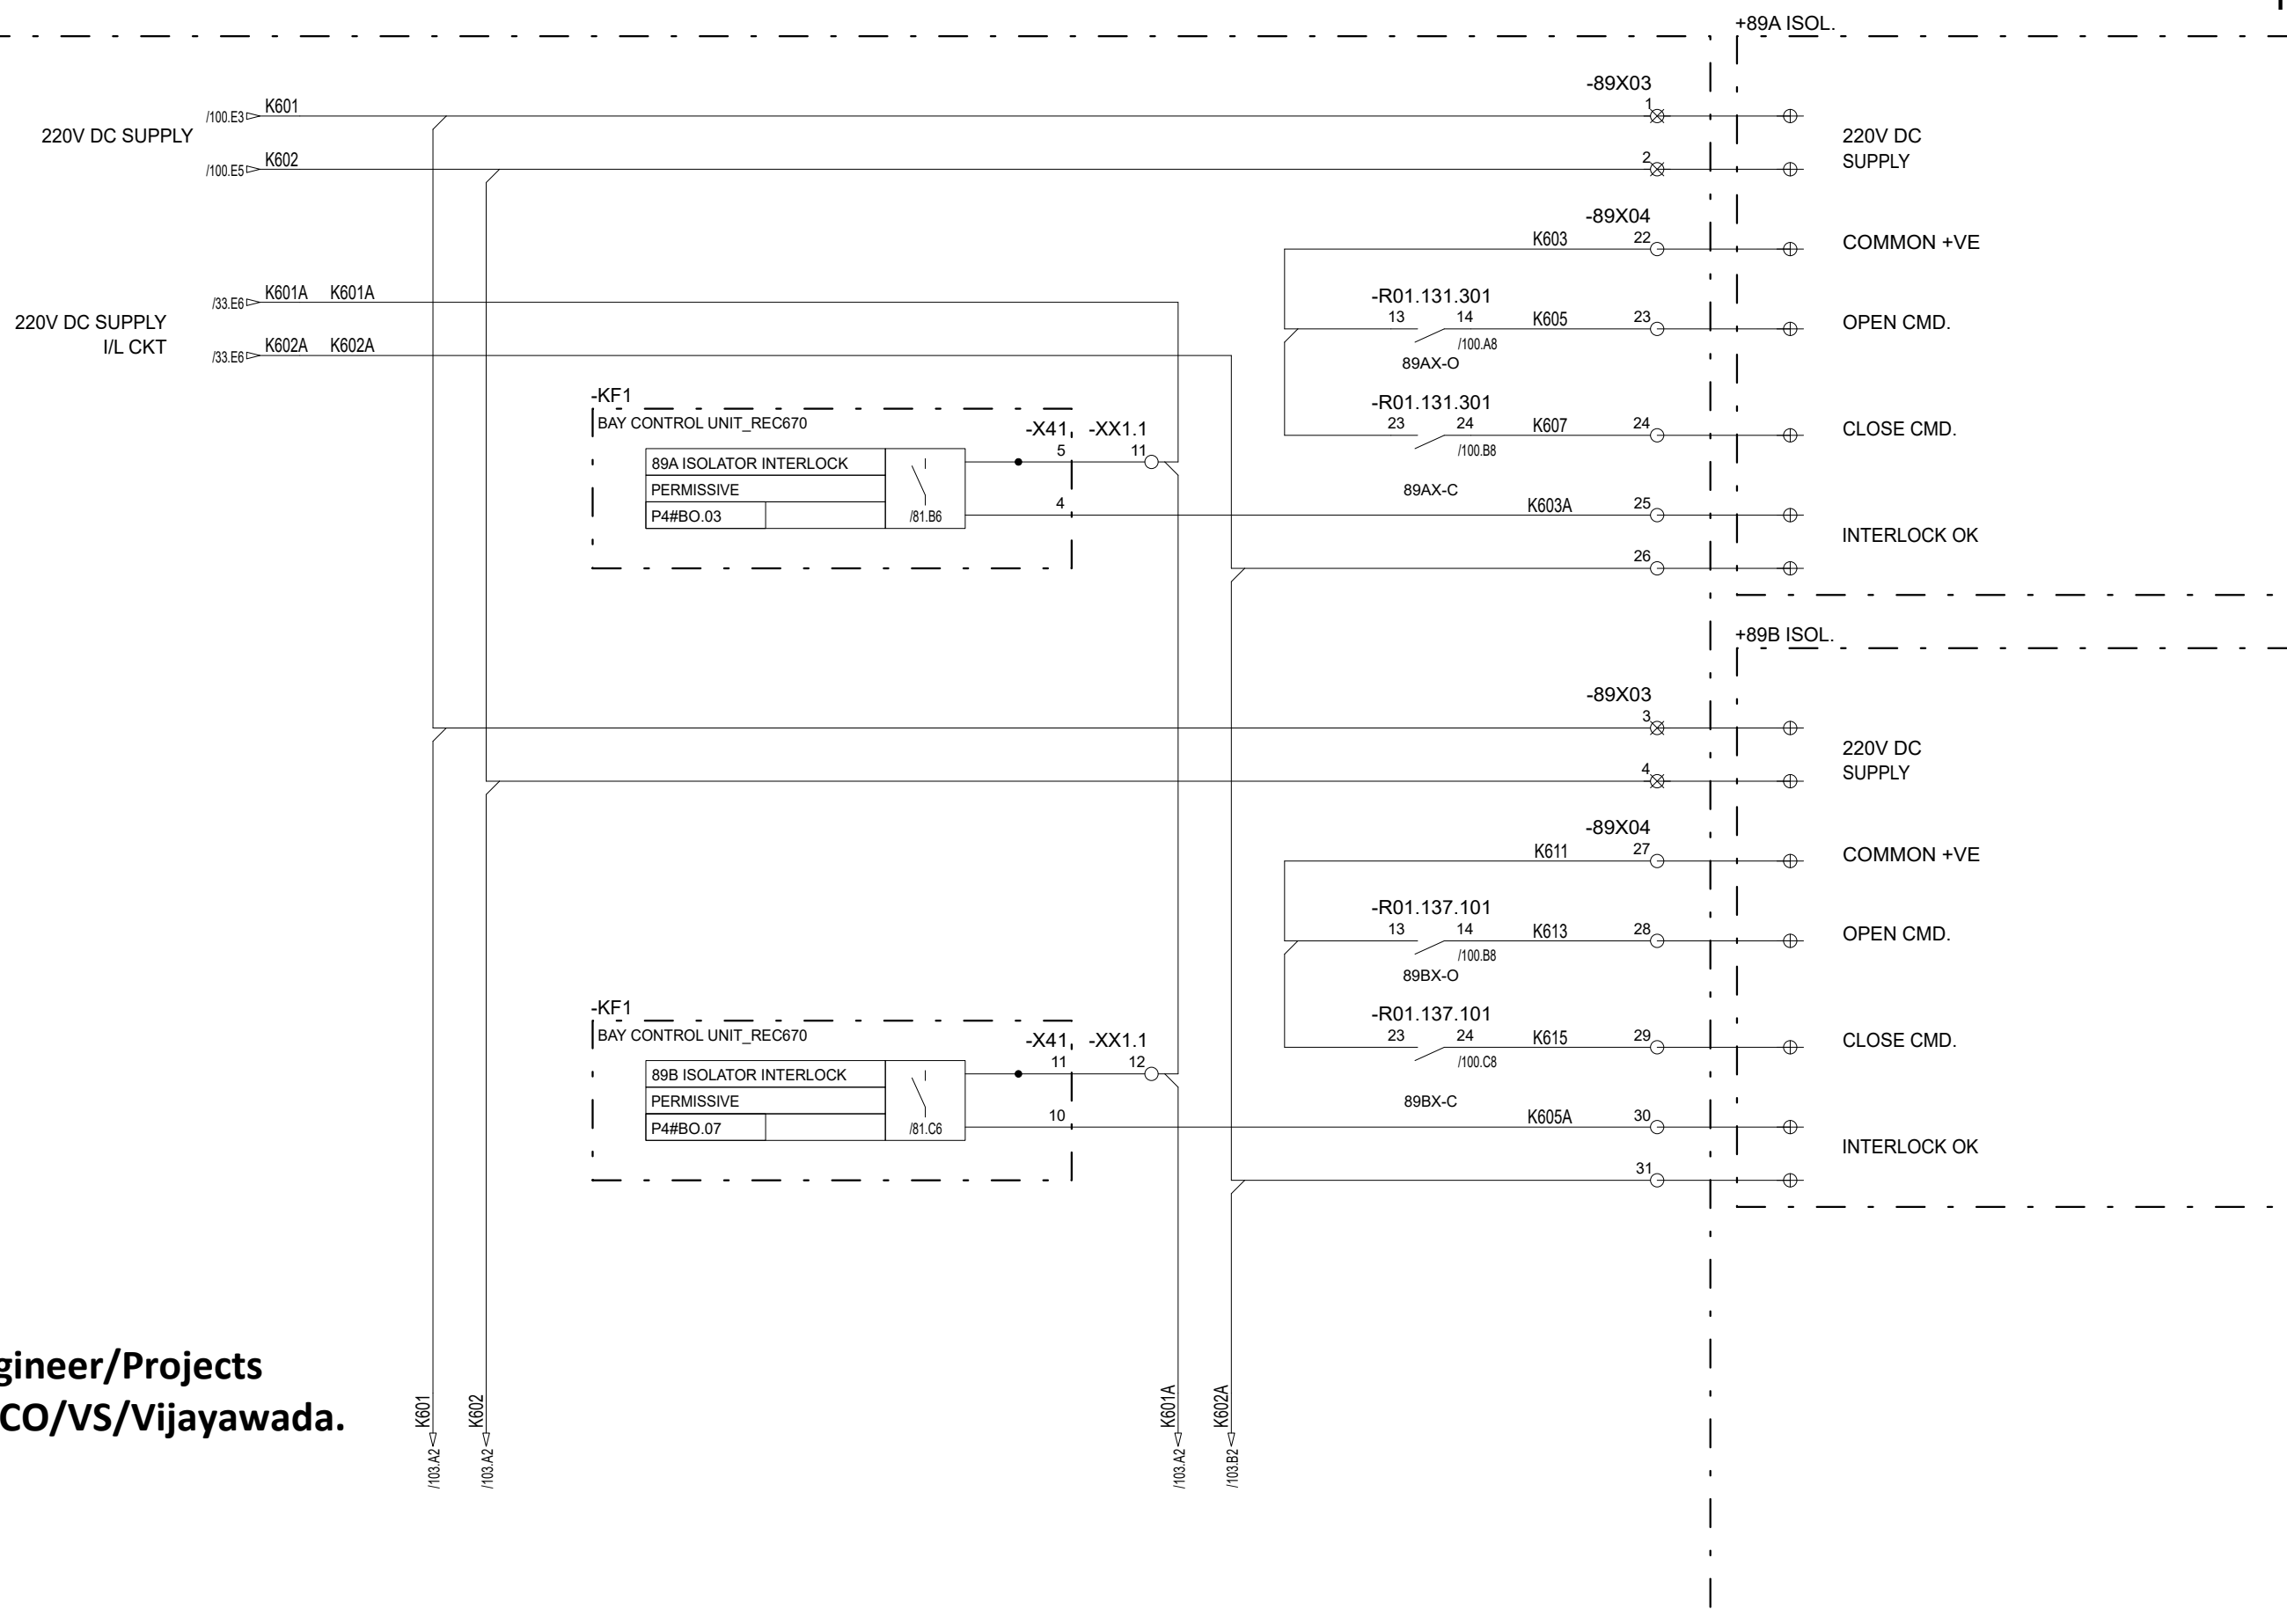 +89A ISOL.
-89X03
/100.E3 K601 1
220V DC SUPPLY
220V DC
/100.E5 K602 2
SUPPLY
-89X04
K603 22
COMMON +VE
/33.E6 K601A K601A
-R01.131.301
220V DC SUPPLY
13 14 K605 23
OPEN CMD.
I/L CKT
/33.E6 K602A K602A
/100.A8
89AX-O
-KF1
-R01.131.301
BAY CONTROL UNIT_REC670
-X41 -XX1.1
23 24 K607 24
CLOSE CMD.
5 11
/100.B8
89A ISOLATOR INTERLOCK
PERMISSIVE
89AX-C
4 K603A 25
P4#BO.03 /81.B6
INTERLOCK OK
26
+89B ISOL.
-89X03
3
220V DC
4
SUPPLY
-89X04
K611 27
COMMON +VE
-R01.137.101
13 14 K613 28
OPEN CMD.
/100.B8
89BX-O
-KF1
-R01.137.101
BAY CONTROL UNIT_REC670
-X41 -XX1.1
23 24 K615 29
CLOSE CMD.
11 12
/100.C8
89B ISOLATOR INTERLOCK
PERMISSIVE
89BX-C
10 K605A 30
P4#BO.07 /81.C6
INTERLOCK OK
31
gineer/Projects
CO/VS/Vijayawada.
K601 K602 K601A K602A
/103.A2 /103.A2 /103.A2 /103.B2